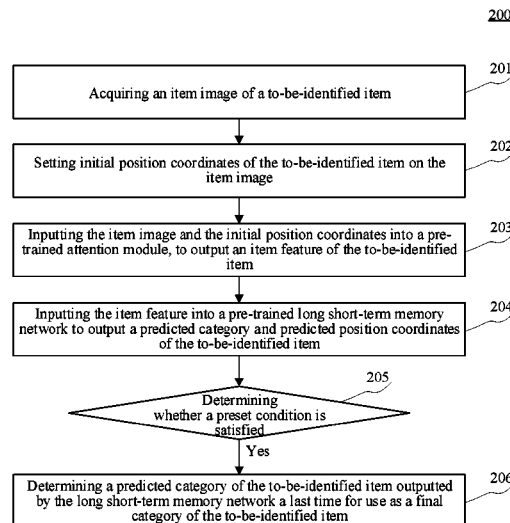 200
201
Acquiring an item image of a to-be-identified item
202
Setting initial position coordinates of the to-be-identified item on the
item image
203
Inputting the item image and the initial position coordinates into a pre-
trained attention module, to output an item feature of the to-be-identified
item
204
Inputting the item feature into a pre-trained long short-term memory
network to output a predicted category and predicted position coordinates
of the to-be-identified item
205
Determining
whether a preset condition is
satisfied
Yes
206
Determining a predicted category of the to-be-identified item outputted
by the long short-term memory network a last time for use as a final
category of the to-be-identified item